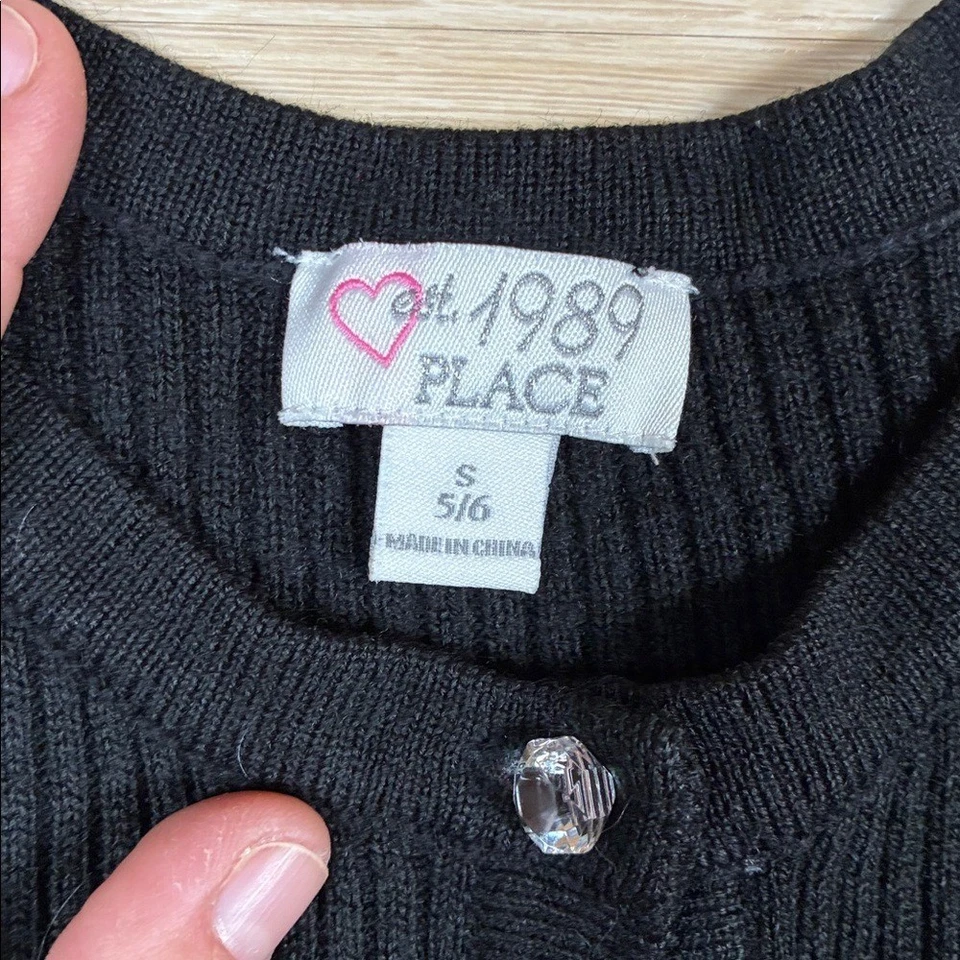 est. 1989
PLACE
S
5/6
MADE IN CHINA